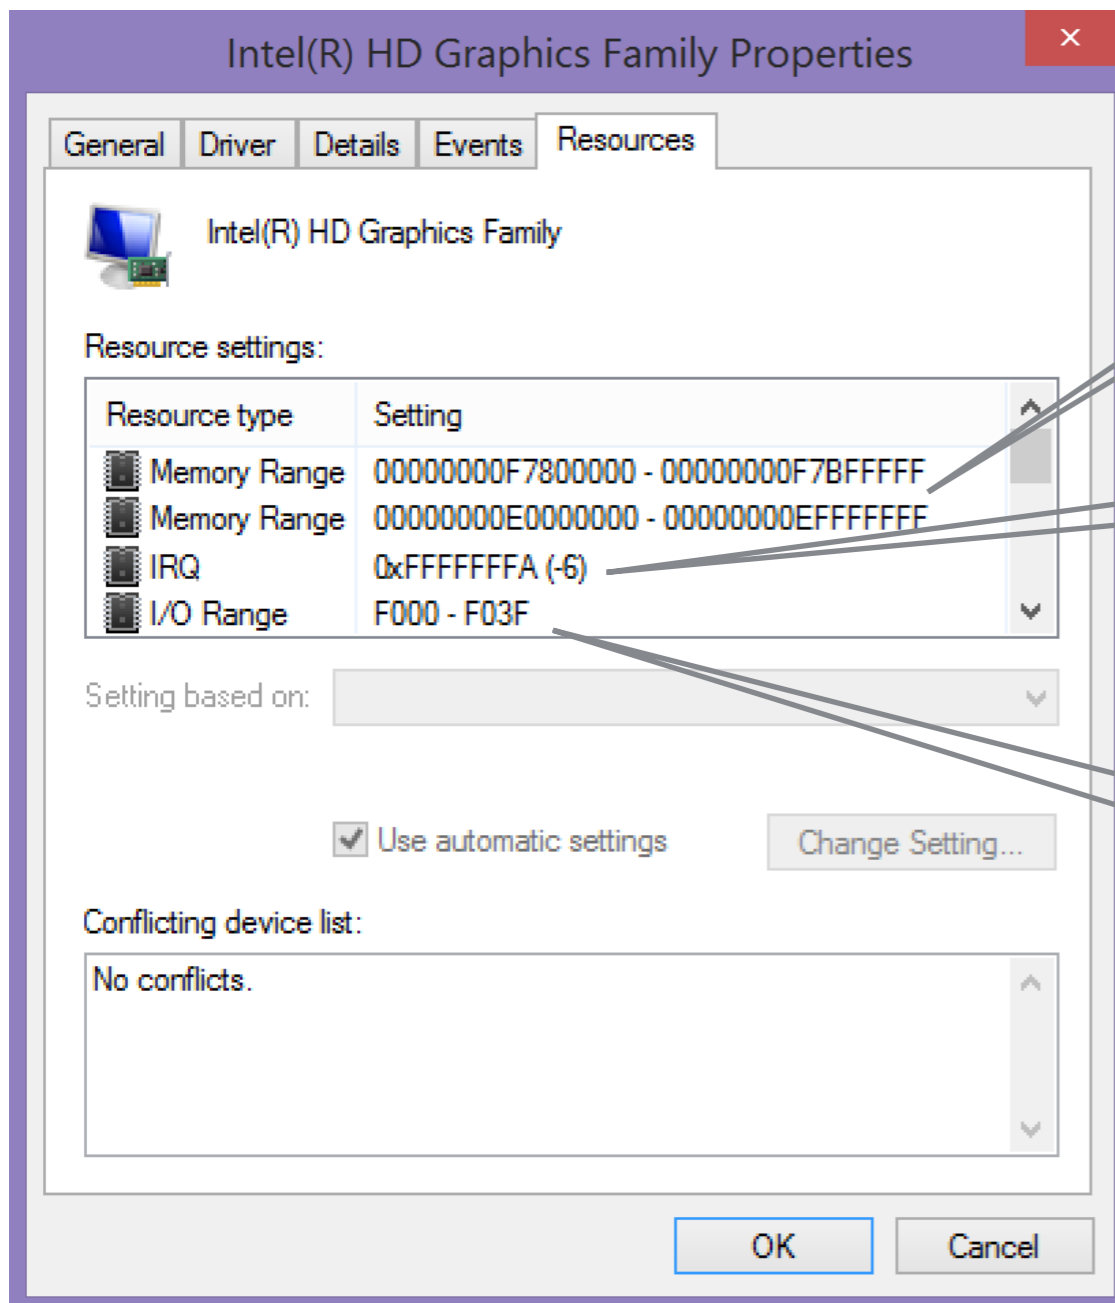 Intel(R) HD Graphics Family Properties
General Driver Details Events Resources
Intel(R) HD Graphics Family
Resource settings:
Resource type Setting
Memory Range 00000000F7800000 - 00000000F7BFFFFF
Memory Range 00000000E0000000 - 00000000EFFFFFFF
IRQ 0xFFFFFFFA (-6)
I/O Range F000 - F03F
Setting based on:
Use automatic settings Change Setting...
Conflicting device list:
No conflicts.
OK Cancel